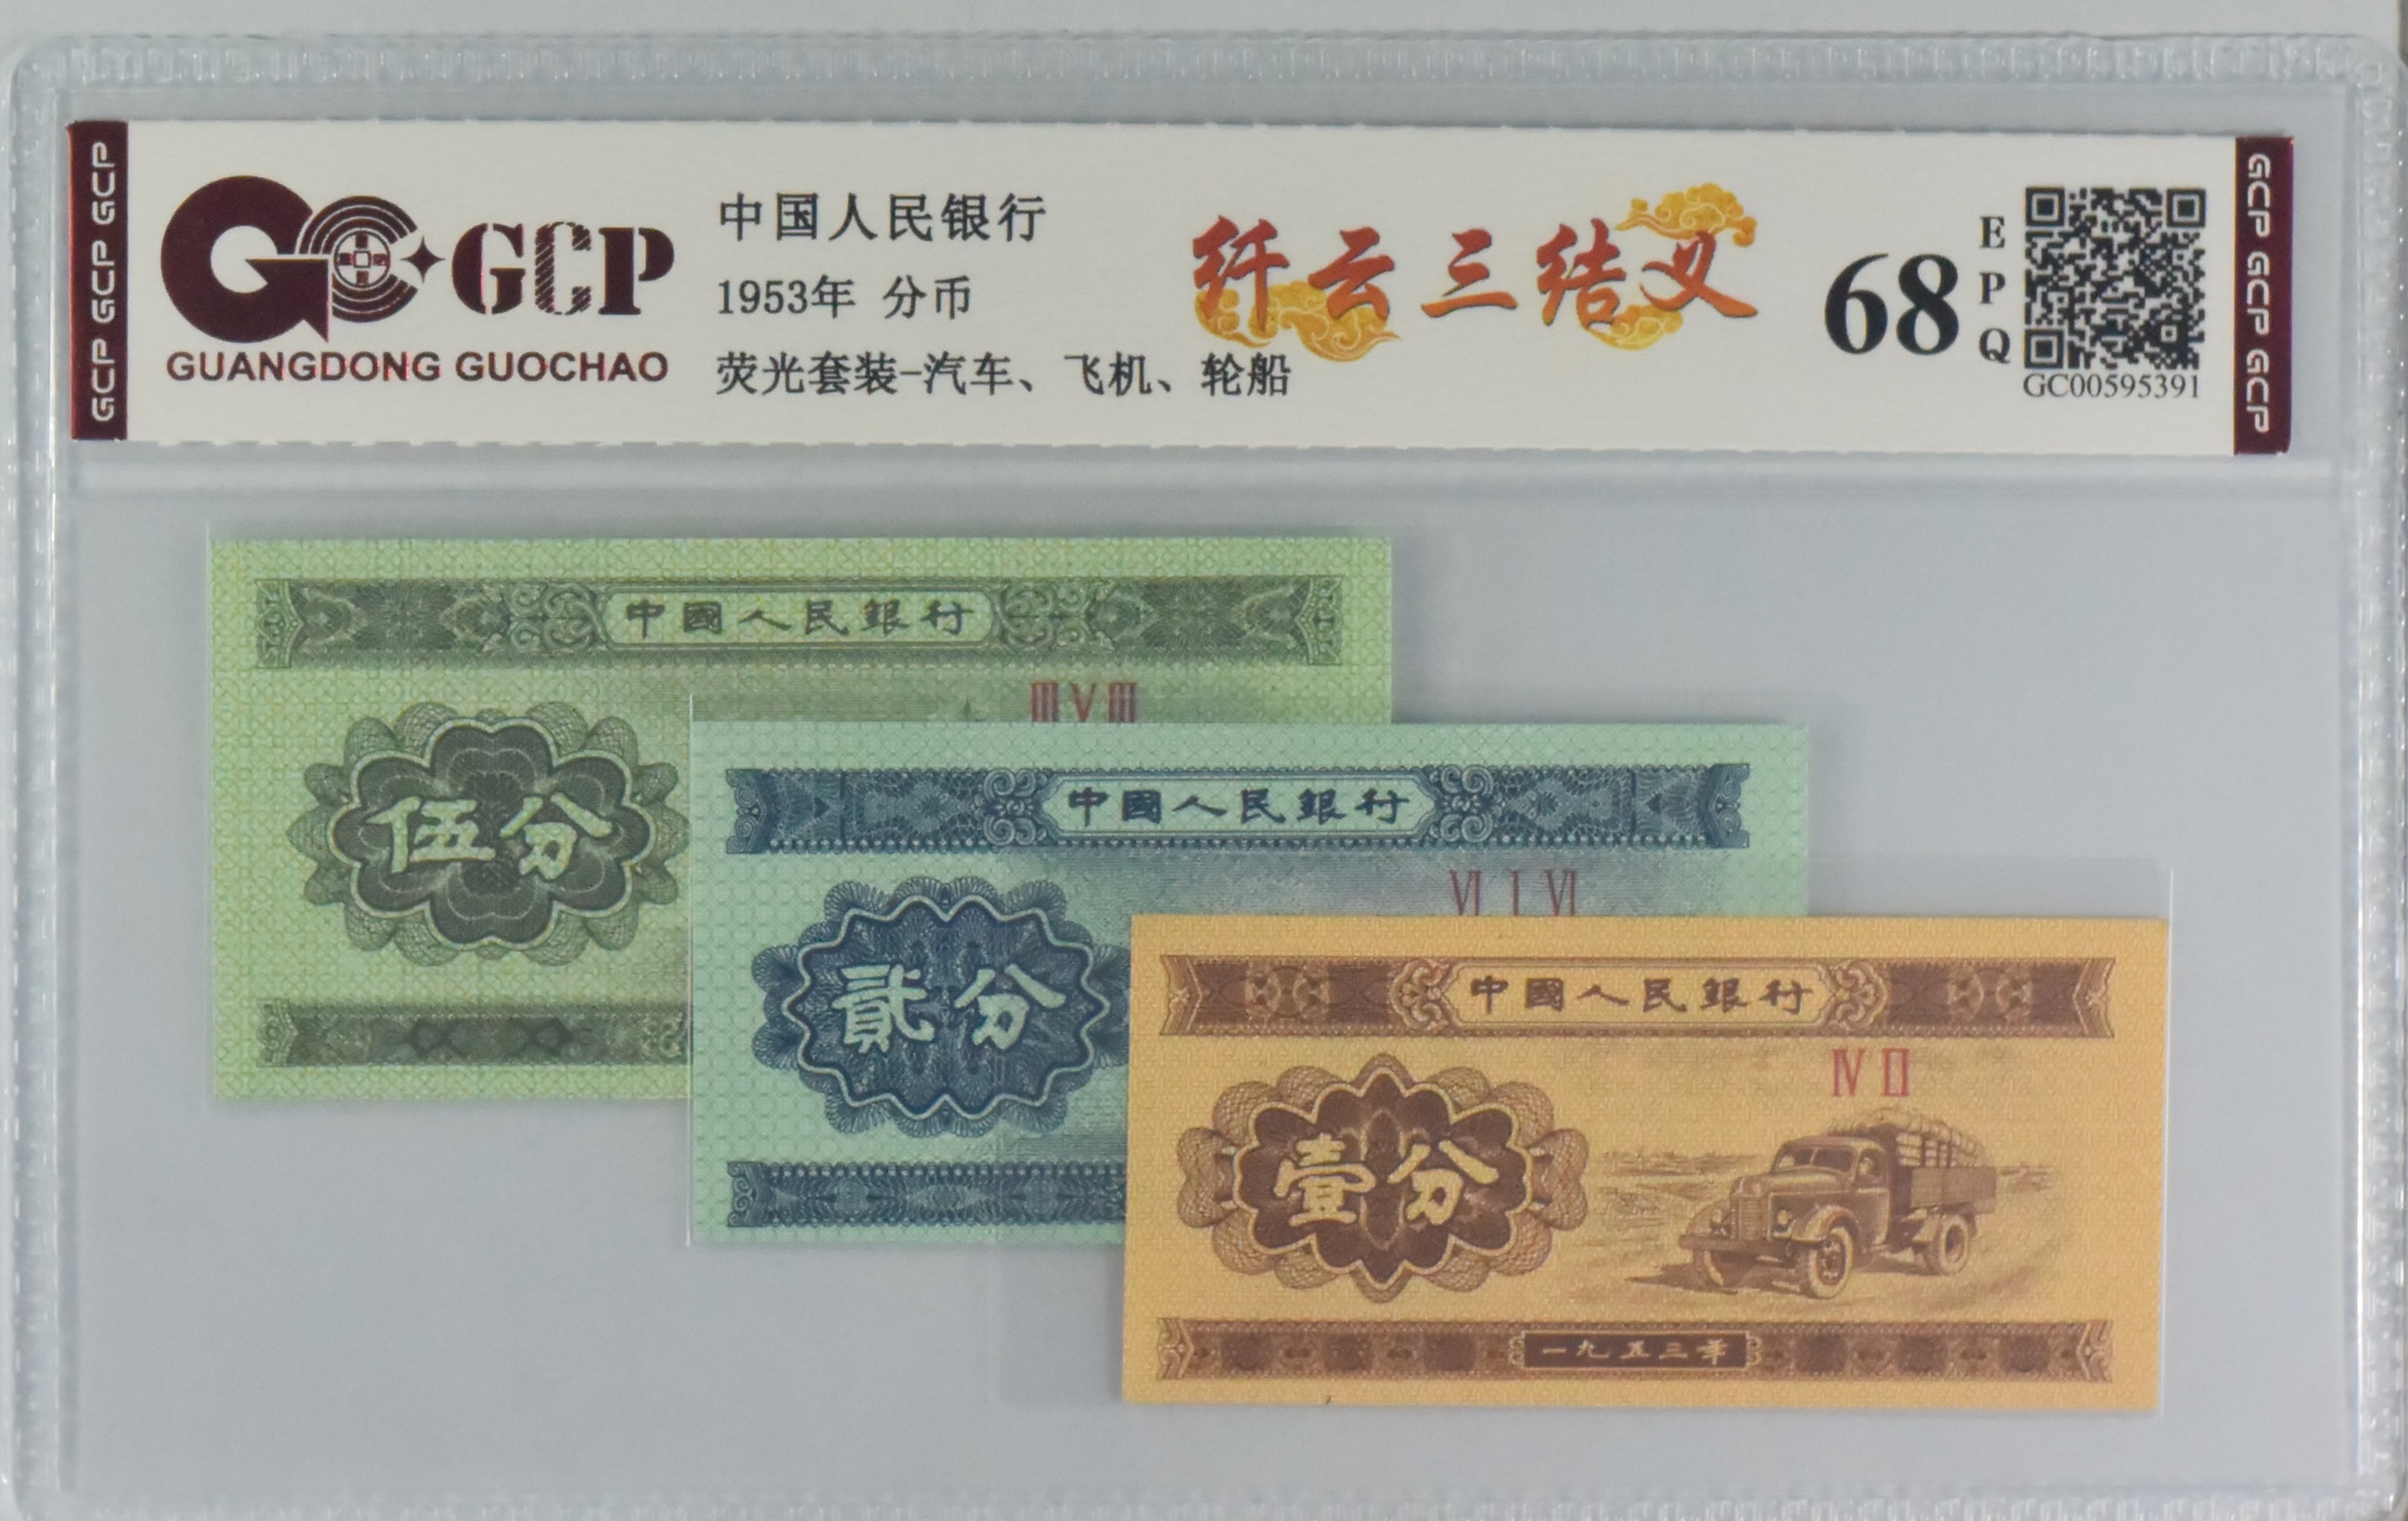 GCP GCP GCP
GCP
GUANGDONG GUOCHAO
中国人民银行
1953年 分币
荧光套装-汽车、飞机、轮船
纤云三结义
68
EPQ
GC00595391
GCP GCP GCP
中國人民銀行
Ⅲ Ⅴ Ⅲ
伍分
中國人民銀行
Ⅵ Ⅰ Ⅵ
貳分
中國人民銀行
Ⅳ Ⅱ
壹分
一九五三年